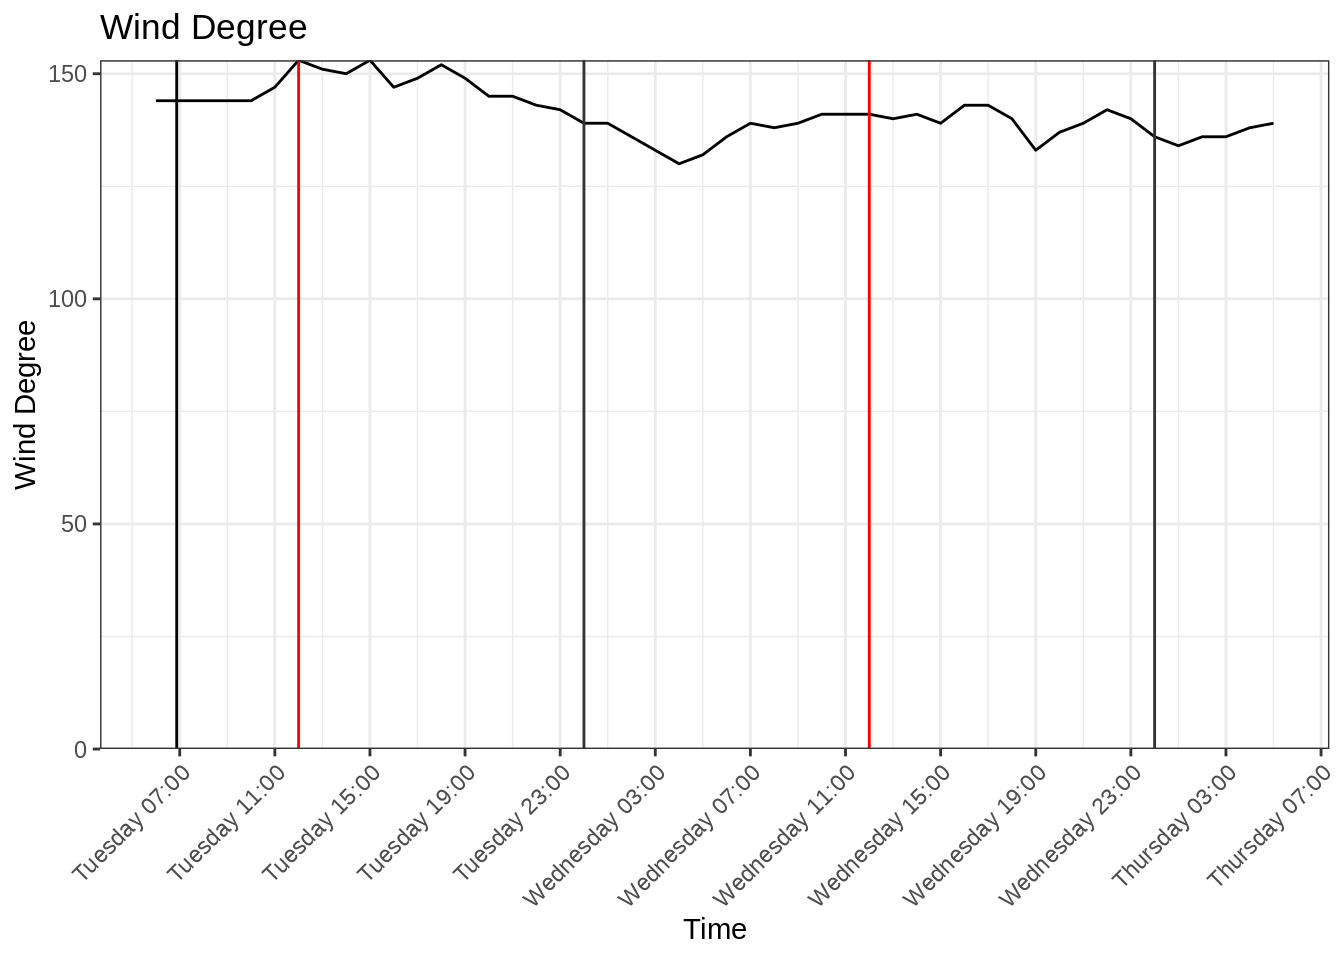 Wind Degree
Wind Degree
150
100
50
0
Tuesday 07:00
Tuesday 11:00
Tuesday 15:00
Tuesday 19:00
Tuesday 23:00
Wednesday 03:00
Wednesday 07:00
Wednesday 11:00
Wednesday 15:00
Wednesday 19:00
Wednesday 23:00
Thursday 03:00
Thursday 07:00
Time